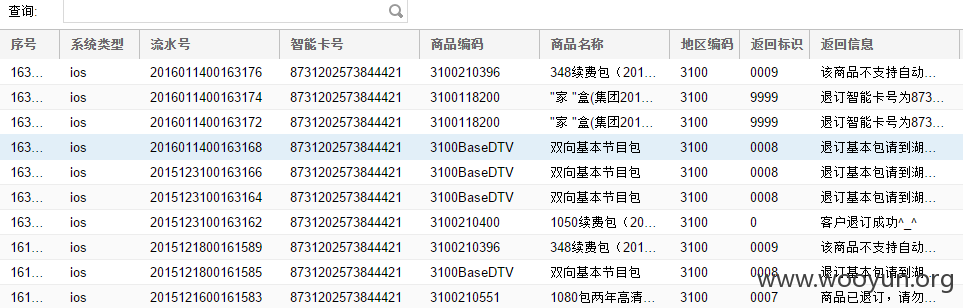 查询:
序号 系统类型 流水号 智能卡号 商品编码 商品名称 地区编码 返回标识 返回信息
163... ios 2016011400163176 8731202573844421 3100210396 348续费包（201... 3100 0009 该商品不支持自动...
163... ios 2016011400163174 8731202573844421 3100118200 "家 "盒(集团201... 3100 9999 退订智能卡号为873...
163... ios 2016011400163172 8731202573844421 3100118200 "家 "盒(集团201... 3100 9999 退订智能卡号为873...
163... ios 2016011400163168 8731202573844421 3100BaseDTV 双向基本节目包 3100 0008 退订基本包请到湖...
163... ios 2015123100163166 8731202573844421 3100BaseDTV 双向基本节目包 3100 0008 退订基本包请到湖...
163... ios 2015123100163164 8731202573844421 3100BaseDTV 双向基本节目包 3100 0008 退订基本包请到湖...
163... ios 2015123100163162 8731202573844421 3100210400 1050续费包（20... 3100 0 客户退订成功^_^
161... ios 2015121800161589 8731202573844421 3100210396 348续费包（201... 3100 0009 该商品不支持自动...
161... ios 2015121800161585 8731202573844421 3100BaseDTV 双向基本节目包 3100 0008 退订基本包请到湖...
161... ios 2015121800161583 8731202573844421 3100210551 1080包两年高清... 3100 0007 商品已退订，请勿...
www.wooyun.org